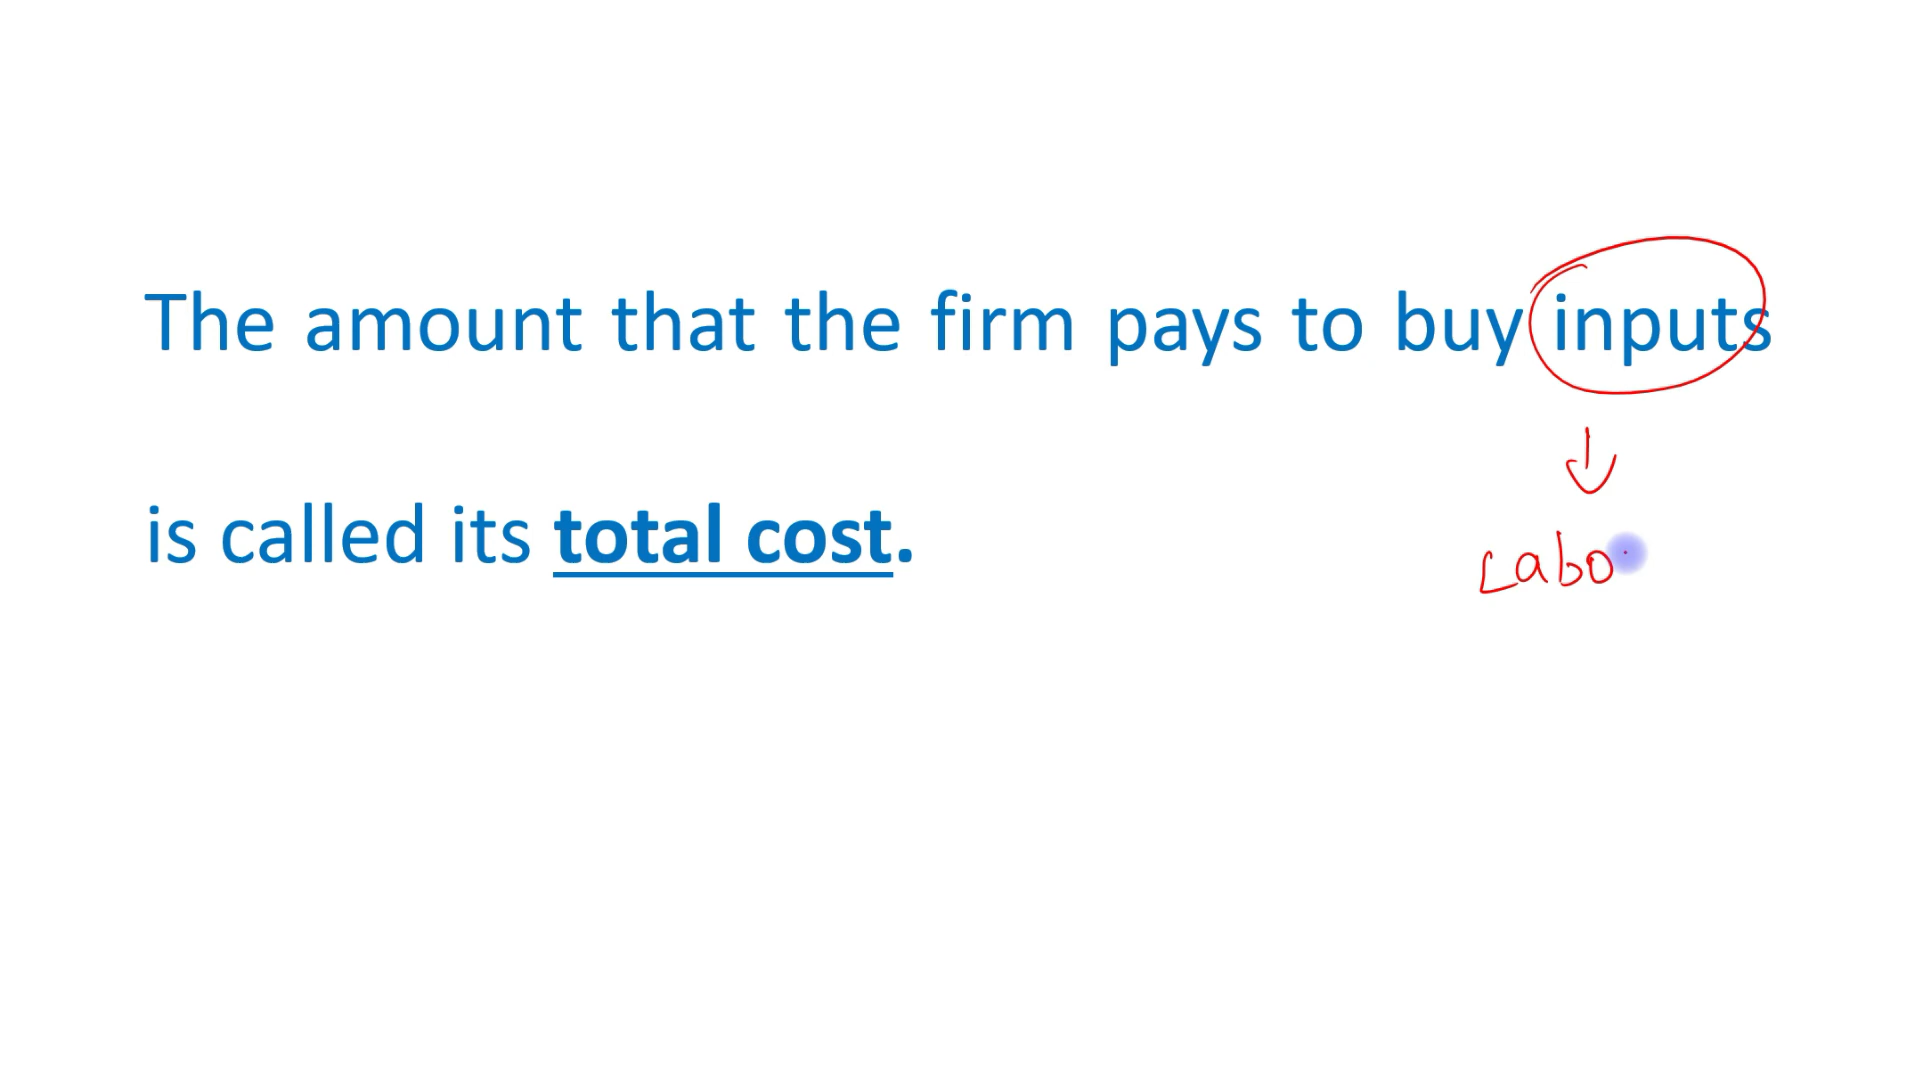 The amount that the firm pays to buy inputs
is called its total cost.
Labo